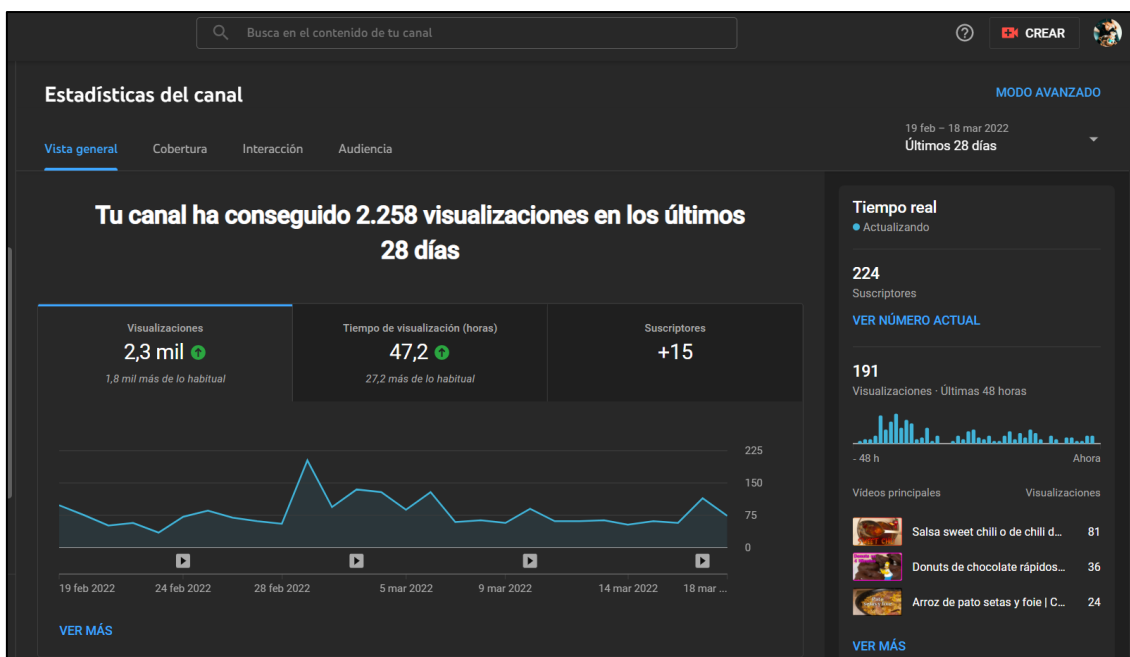 Busca en el contenido de tu canal
CREAR
Estadísticas del canal
MODO AVANZADO
Vista general Cobertura Interacción Audiencia
19 feb – 18 mar 2022
Últimos 28 días
Tu canal ha conseguido 2.258 visualizaciones en los últimos
28 días
Visualizaciones
2,3 mil
1,8 mil más de lo habitual
Tiempo de visualización (horas)
47,2
27,2 más de lo habitual
Suscriptores
+15
225
150
75
0
19 feb 2022 24 feb 2022 28 feb 2022 5 mar 2022 9 mar 2022 14 mar 2022 18 mar ...
VER MÁS
Tiempo real
Actualizando
224
Suscriptores
VER NÚMERO ACTUAL
191
Visualizaciones · Últimas 48 horas
- 48 h Ahora
Vídeos principales Visualizaciones
Salsa sweet chili o de chili d... 81
Donuts de chocolate rápidos... 36
Arroz de pato setas y foie | C... 24
VER MÁS